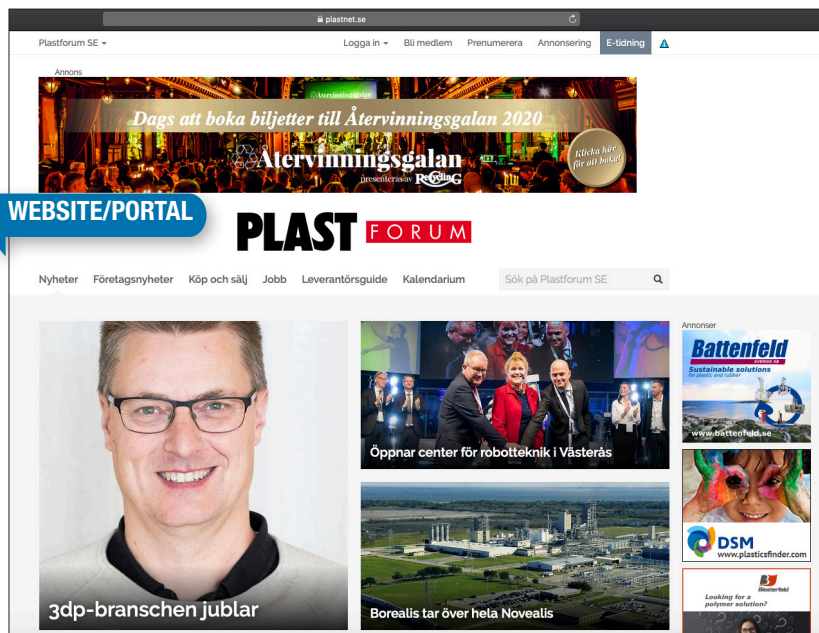 plastnet.se
Plastforum SE
Logga in
Bli medlem
Prenumerera
Annonsering
E-tidning
Annons
Återvinningsgalan
Dags att boka biljetter till Återvinningsgalan 2020
Återvinningsgalan
presenteras av Recycling
Klicka här
för att boka!
WEBSITE/PORTAL
PLAST FORUM
Nyheter
Företagsnyheter
Köp och sälj
Jobb
Leverantörsguide
Kalendarium
Sök på Plastforum SE
3dp-branschen jublar
Öppnar center för robotteknik i Västerås
Borealis tar över hela Novealis
Annonser
Battenfeld
SVERIGE AB
Sustainable solutions
for plastic and rubber
www.battenfeld.se
DSM
www.plasticsfinder.com
Biesterfeld
Looking for a
polymer solution?